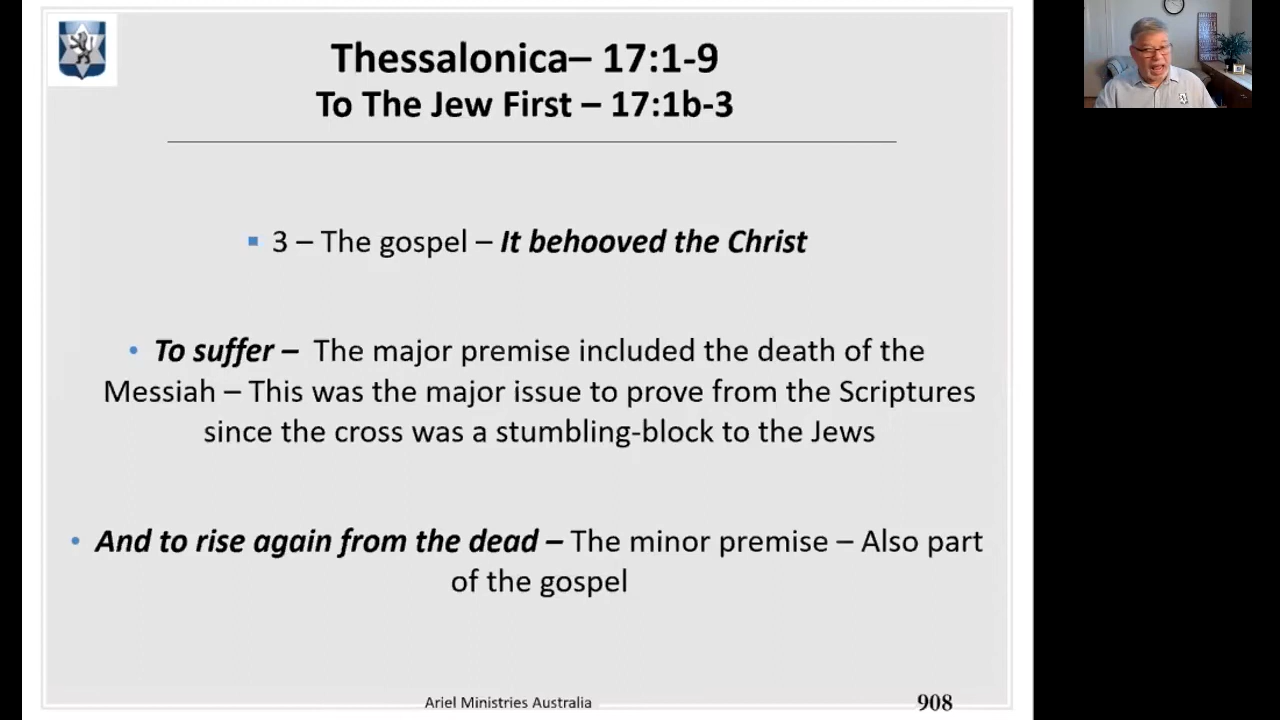 Thessalonica– 17:1-9
To The Jew First – 17:1b-3
▪ 3 – The gospel – It behooved the Christ
• To suffer – The major premise included the death of the
Messiah – This was the major issue to prove from the Scriptures
since the cross was a stumbling-block to the Jews
• And to rise again from the dead – The minor premise – Also part
of the gospel
Ariel Ministries Australia
908